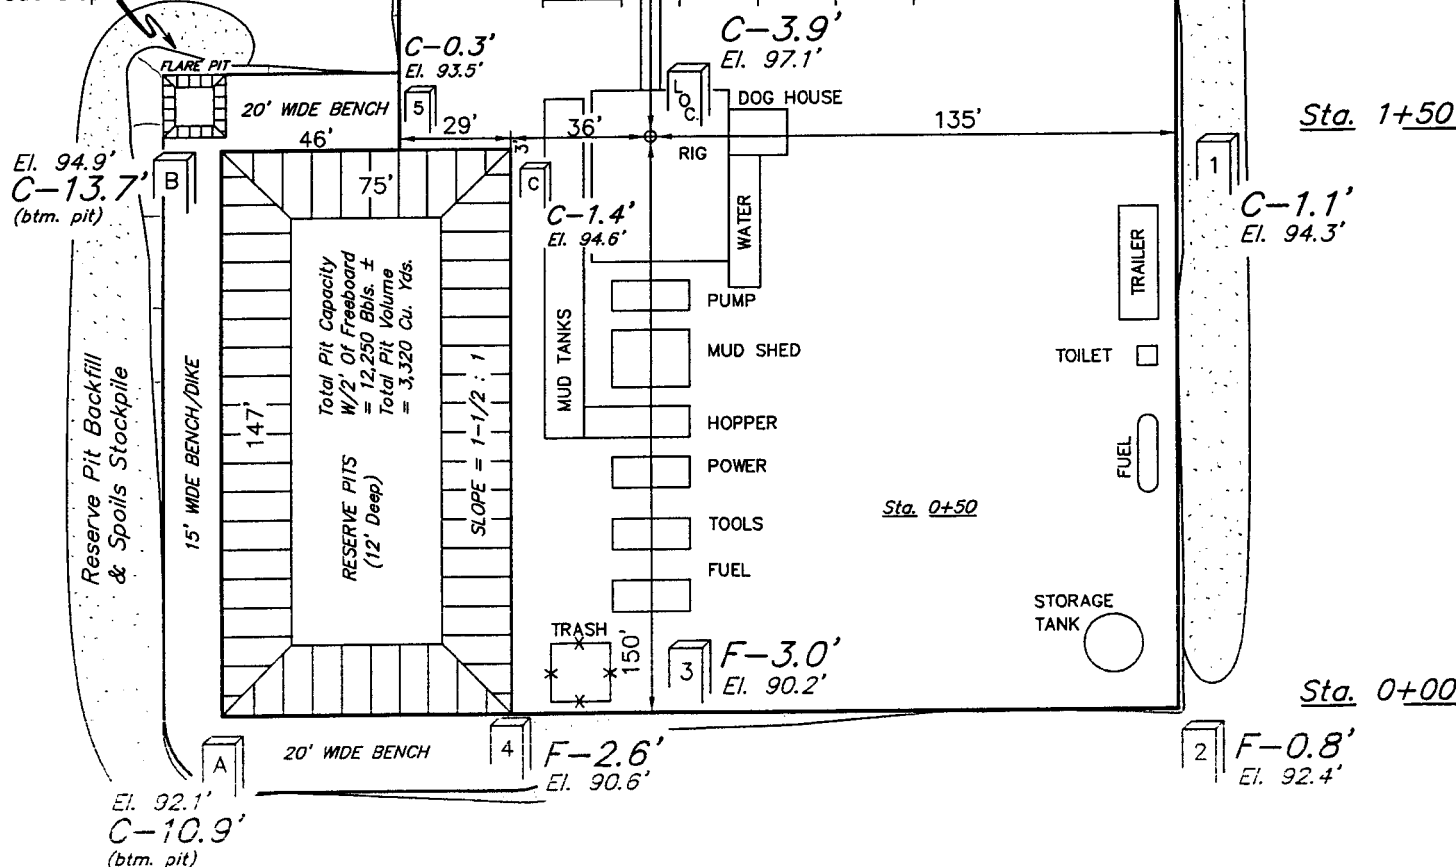 C-0.3'
El. 93.5'
C-3.9'
El. 97.1'
FLARE PIT
20' WIDE BENCH
5
L
O
C.
DOG HOUSE
46'
29'
3'
36'
135'
RIG
Sta. 1+50
El. 94.9'
C-13.7'
(btm. pit)
B
75'
C
C-1.4'
El. 94.6'
WATER
1
C-1.1'
El. 94.3'
TRAILER
PUMP
MUD SHED
TOILET
MUD TANKS
HOPPER
POWER
FUEL
Total Pit Capacity
W/2' Of Freeboard
= 12,250 Bbls. ±
Total Pit Volume
= 3,320 Cu. Yds.
RESERVE PITS
(12' Deep)
SLOPE = 1-1/2 : 1
147'
15' WIDE BENCH/DIKE
Reserve Pit Backfill
& Spoils Stockpile
Sta. 0+50
TOOLS
FUEL
STORAGE
TANK
TRASH
150'
3
F-3.0'
El. 90.2'
Sta. 0+00
A
20' WIDE BENCH
4
F-2.6'
El. 90.6'
2
F-0.8'
El. 92.4'
El. 92.1'
C-10.9'
(btm. pit)